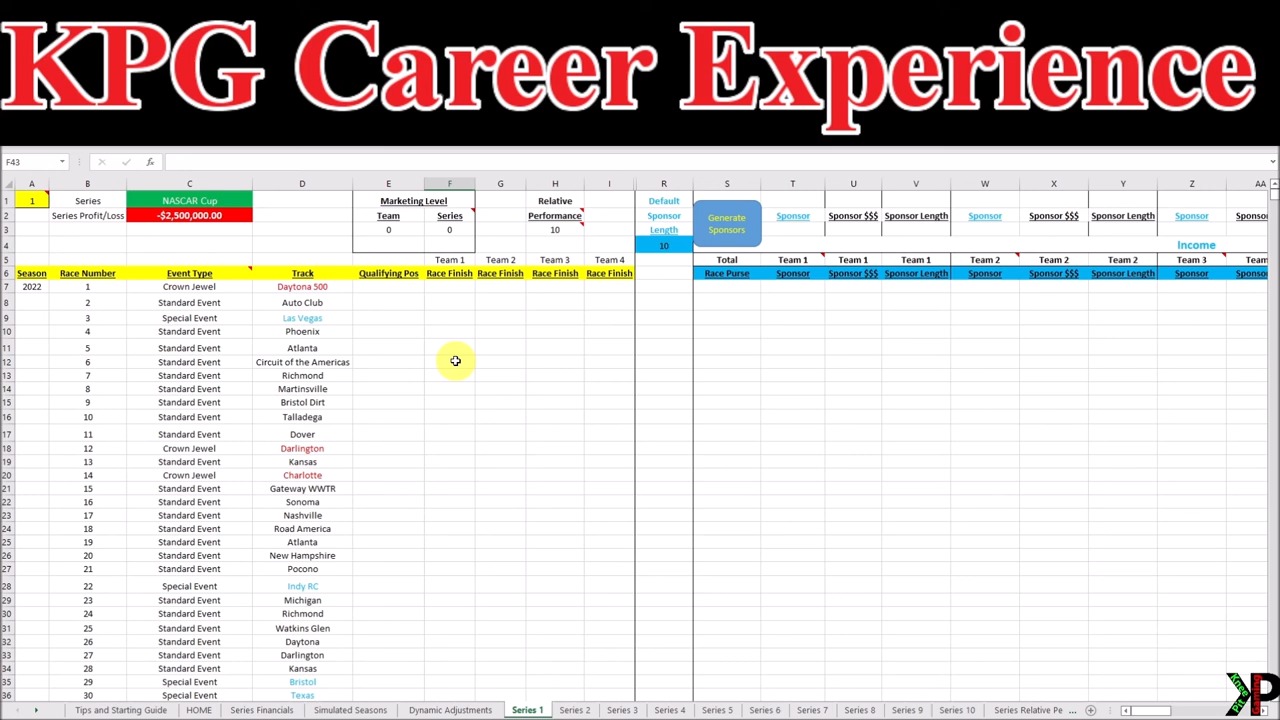 KPG Career Experience
F43
A B C D E F G H I R S T U V W X Y Z AA
1 1 Series NASCAR Cup Marketing Level Relative Default Generate Sponsors
2 Series Profit/Loss -$2,500,000.00 Team Series Performance Sponsor Sponsor Sponsor $$$ Sponsor Length Sponsor Sponsor $$$ Sponsor Length Sponsor Sponsor
3 0 0 10 Length
4 10 Income
5 Team 1 Team 2 Team 3 Team 4 Total Team 1 Team 1 Team 1 Team 2 Team 2 Team 2 Team 3 Team
6 Season Race Number Event Type Track Qualifying Pos Race Finish Race Finish Race Finish Race Finish Race Purse Sponsor Sponsor $$$ Sponsor Length Sponsor Sponsor $$$ Sponsor Length Sponsor Sponsor
7 2022 1 Crown Jewel Daytona 500
8 2 Standard Event Auto Club
9 3 Special Event Las Vegas
10 4 Standard Event Phoenix
11 5 Standard Event Atlanta
12 6 Standard Event Circuit of the Americas
13 7 Standard Event Richmond
14 8 Standard Event Martinsville
15 9 Standard Event Bristol Dirt
16 10 Standard Event Talladega
17 11 Standard Event Dover
18 12 Crown Jewel Darlington
19 13 Standard Event Kansas
20 14 Crown Jewel Charlotte
21 15 Standard Event Gateway WWTR
22 16 Standard Event Sonoma
23 17 Standard Event Nashville
24 18 Standard Event Road America
25 19 Standard Event Atlanta
26 20 Standard Event New Hampshire
27 21 Standard Event Pocono
28 22 Special Event Indy RC
29 23 Standard Event Michigan
30 24 Standard Event Richmond
31 25 Standard Event Watkins Glen
32 26 Standard Event Daytona
33 27 Standard Event Darlington
34 28 Standard Event Kansas
35 29 Special Event Bristol
36 30 Special Event Texas
Tips and Starting Guide HOME Series Financials Simulated Seasons Dynamic Adjustments Series 1 Series 2 Series 3 Series 4 Series 5 Series 6 Series 7 Series 8 Series 9 Series 10 Series Relative Pe ...